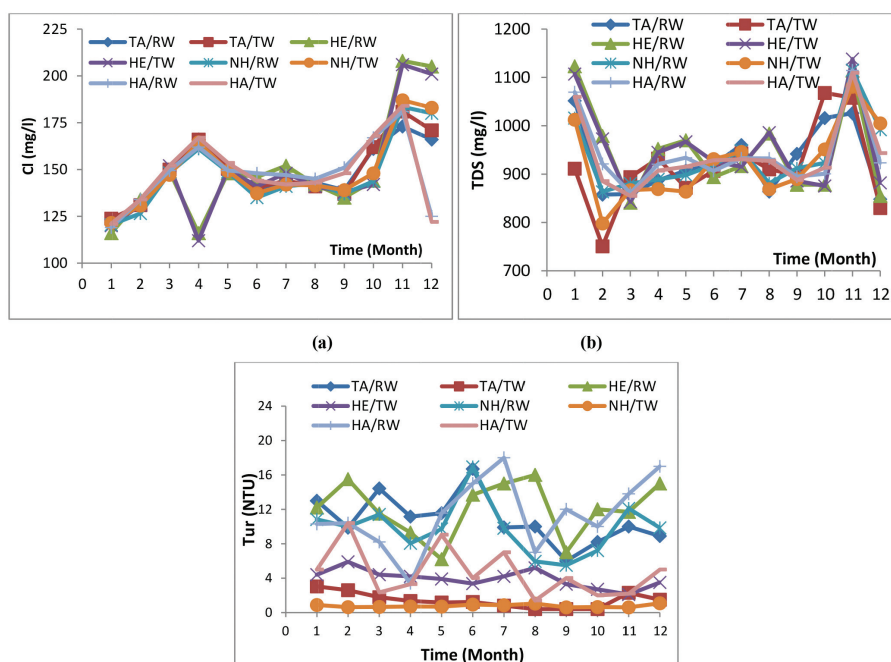 225
TA/RW TA/TW HE/RW
HE/TW NH/RW NH/TW
HA/RW HA/TW
200
175
150
125
100
Cl (mg/l)
Time (Month)
0 1 2 3 4 5 6 7 8 9 10 11 12
(a)
1200
TA/RW TA/TW
HE/RW HE/TW
NH/RW NH/TW
HA/RW HA/TW
1100
1000
900
800
700
TDS (mg/l)
Time (Month)
0 1 2 3 4 5 6 7 8 9 10 11 12
(b)
TA/RW TA/TW HE/RW
HE/TW NH/RW NH/TW
HA/RW HA/TW
24
20
16
12
8
4
0
Tur (NTU)
0 1 2 3 4 5 6 7 8 9 10 11 12
Time (Month)